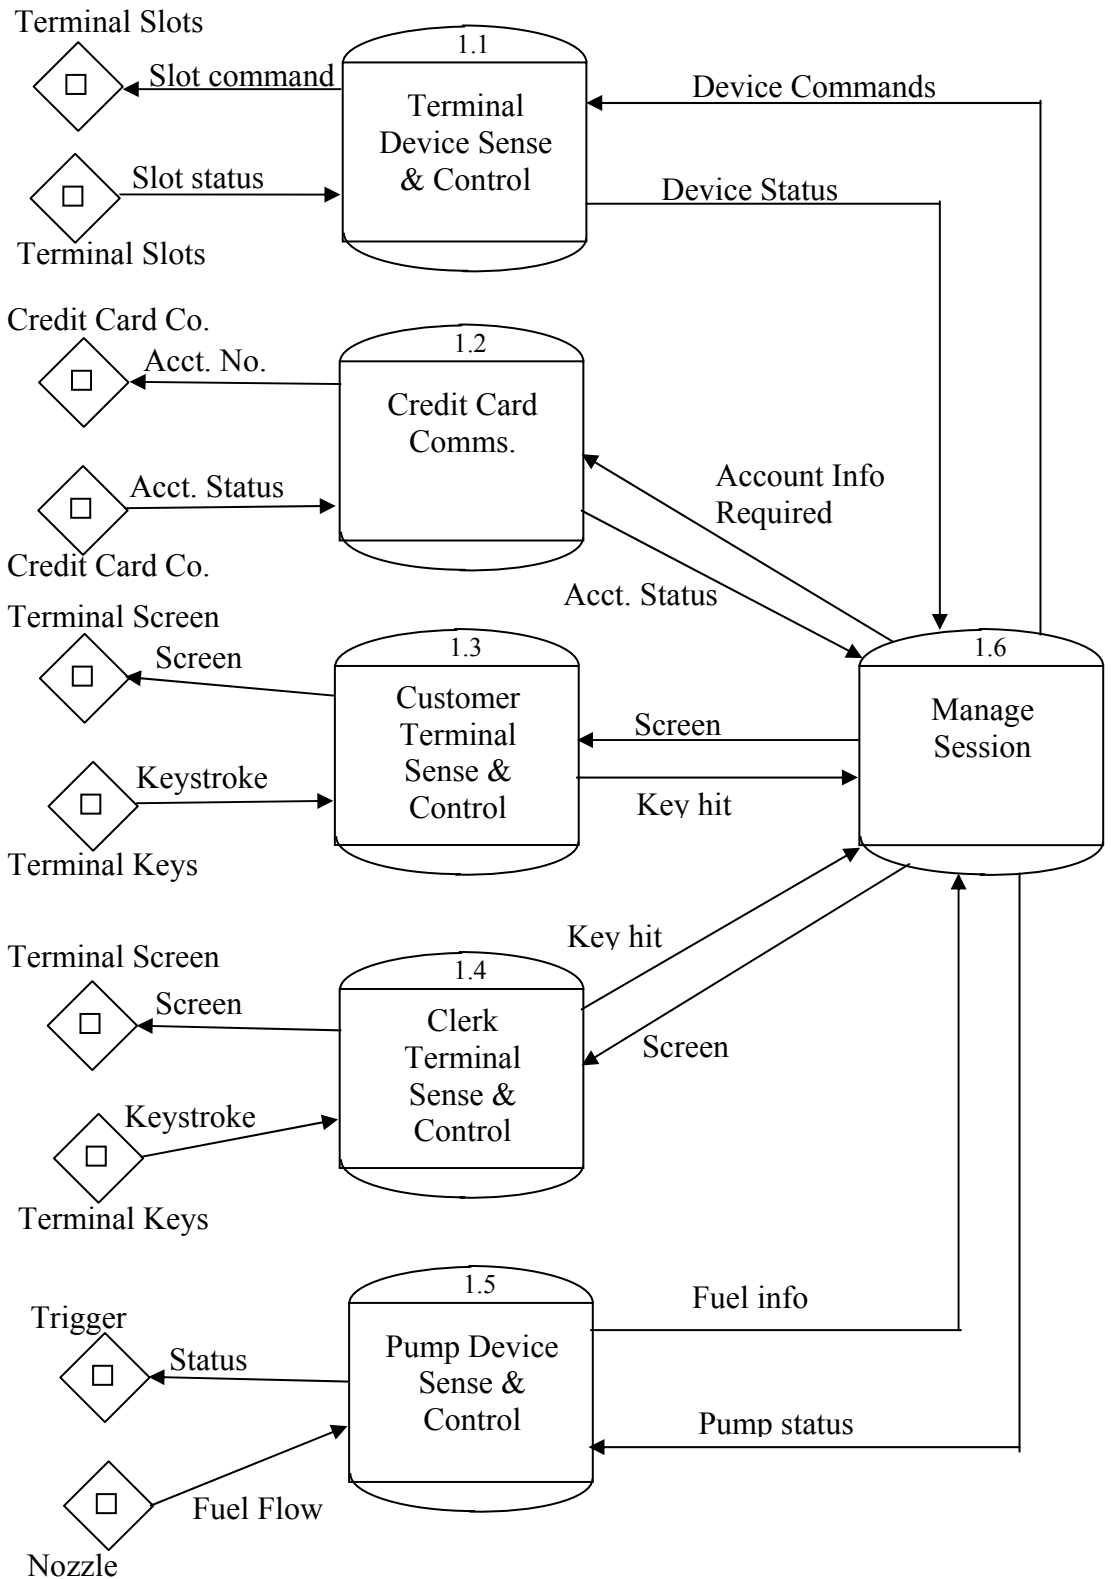 Terminal Slots
Slot command
1.1
Terminal
Device Sense
& Control
Device Commands
Slot status
Device Status
Terminal Slots
Credit Card Co.
Acct. No.
1.2
Credit Card
Comms.
Acct. Status
Account Info
Required
Credit Card Co.
Acct. Status
Terminal Screen
Screen
1.3
Customer
Terminal
Sense &
Control
1.6
Manage
Session
Screen
Keystroke
Key hit
Terminal Keys
Key hit
Terminal Screen
Screen
1.4
Clerk
Terminal
Sense &
Control
Screen
Keystroke
Terminal Keys
1.5
Pump Device
Sense &
Control
Fuel info
Trigger
Status
Pump status
Fuel Flow
Nozzle